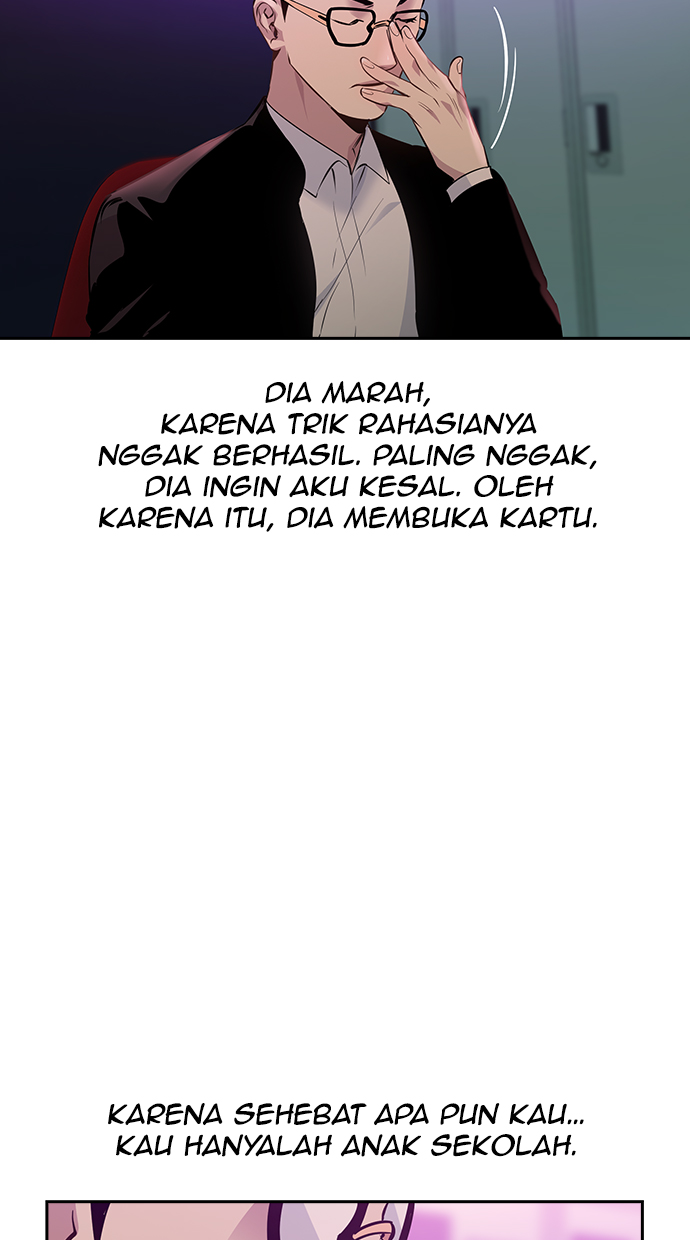 DIA MARAH,
KARENA TRIK RAHASIANYA
NGGAK BERHASIL. PALING NGGAK,
DIA INGIN AKU KESAL. OLEH
KARENA ITU, DIA MEMBUKA KARTU.
KARENA SEHEBAT APA PUN KAU...
KAU HANYALAH ANAK SEKOLAH.